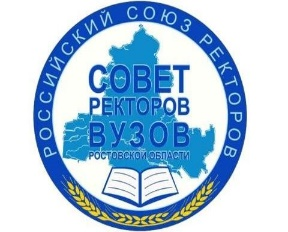 РОССИЙСКИЙ СОЮЗ РЕКТОРОВ
СОВЕТ
РЕКТОРОВ
ВУЗОВ
РОСТОВСКОЙ ОБЛАСТИ